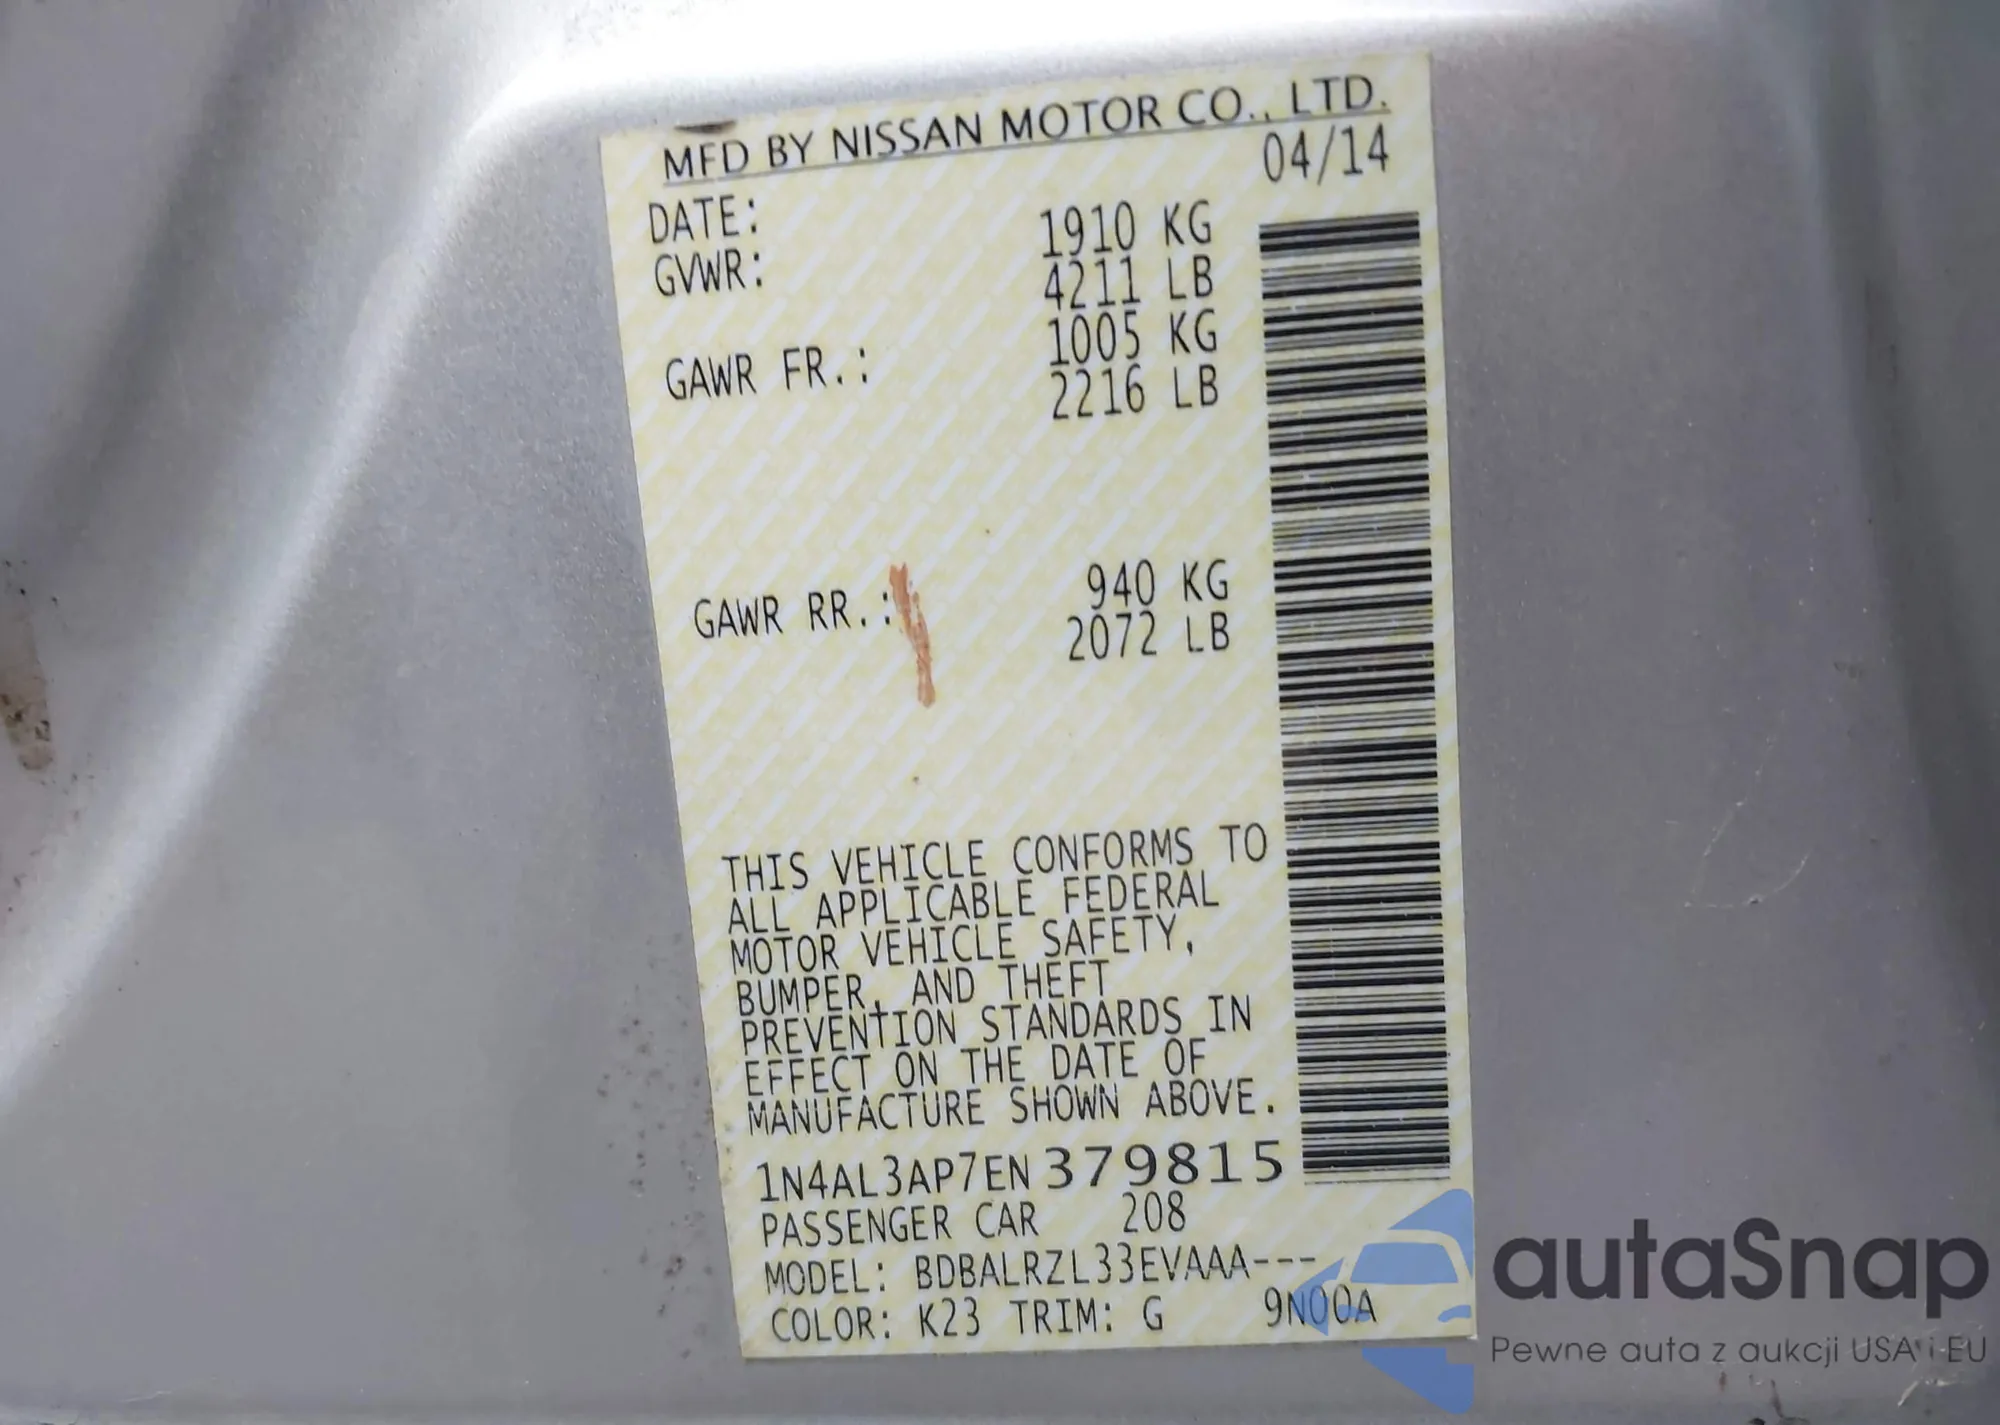 MFD BY NISSAN MOTOR CO., LTD.
DATE: 04/14
GVWR: 1910 KG
4211 LB
GAWR FR.: 1005 KG
2216 LB
GAWR RR.: 940 KG
2072 LB
THIS VEHICLE CONFORMS TO
ALL APPLICABLE FEDERAL
MOTOR VEHICLE SAFETY,
BUMPER, AND THEFT
PREVENTION STANDARDS IN
EFFECT ON THE DATE OF
MANUFACTURE SHOWN ABOVE.
1N4AL3AP7EN379815
PASSENGER CAR 208
MODEL: BDBALRZL33EVAAA---
COLOR: K23 TRIM: G 9N00A
autaSnap
Pewne auta z aukcji USA i EU